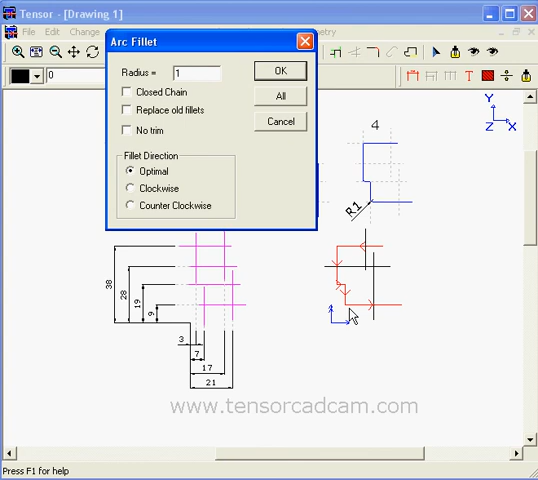 Tensor - [Drawing 1]
File Edit Change
Arc Fillet
Radius = 1
OK
Closed Chain
All
Replace old fillets
No trim
Cancel
Fillet Direction
Optimal
Clockwise
Counter Clockwise
0
T
Y
Z X
4
R1
38
28
19
9
3
7
17
21
www.tensorcadcam.com
Press F1 for help